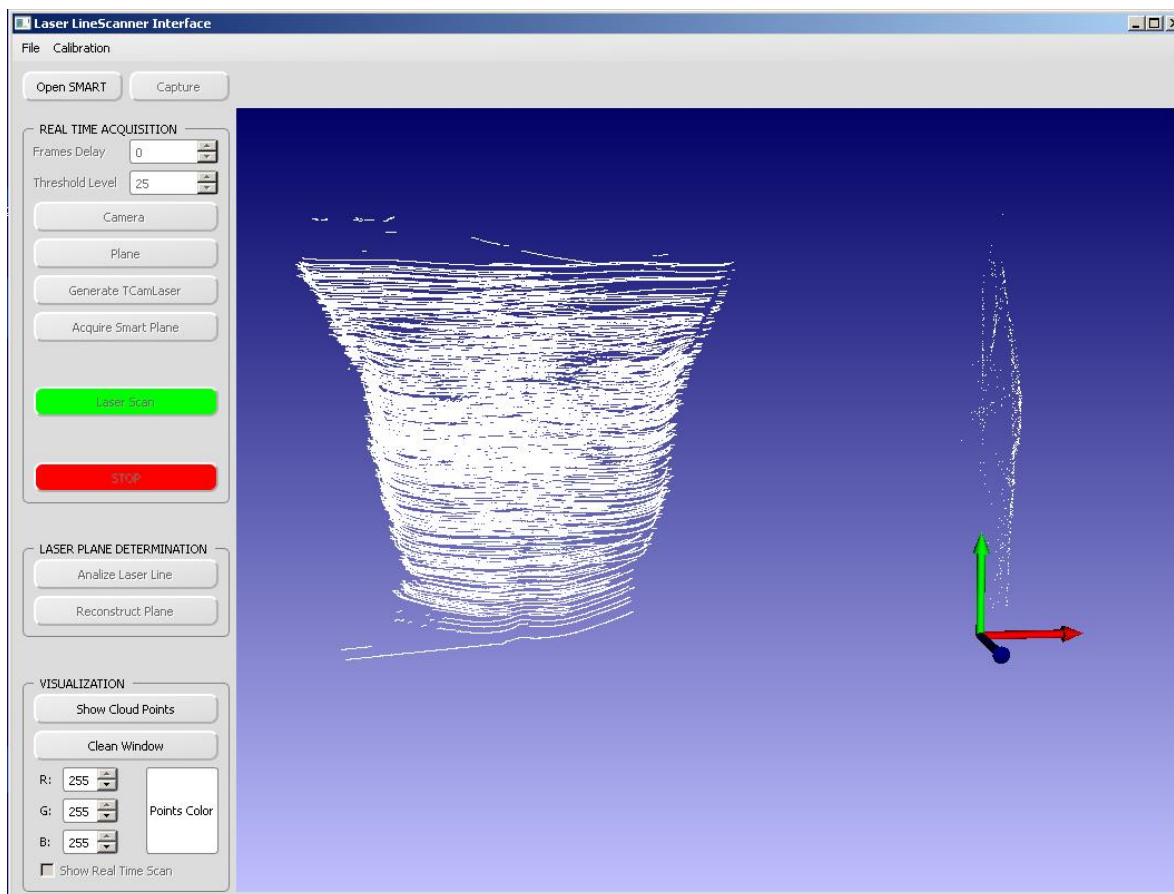 Laser LineScanner Interface
File Calibration
Open SMART Capture
REAL TIME ACQUISITION
Frames Delay 0
Threshold Level 25
Camera
Plane
Generate TCamLaser
Acquire Smart Plane
Laser Scan
STOP
LASER PLANE DETERMINATION
Analize Laser Line
Reconstruct Plane
VISUALIZATION
Show Cloud Points
Clean Window
R: 255
G: 255 Points Color
B: 255
Show Real Time Scan